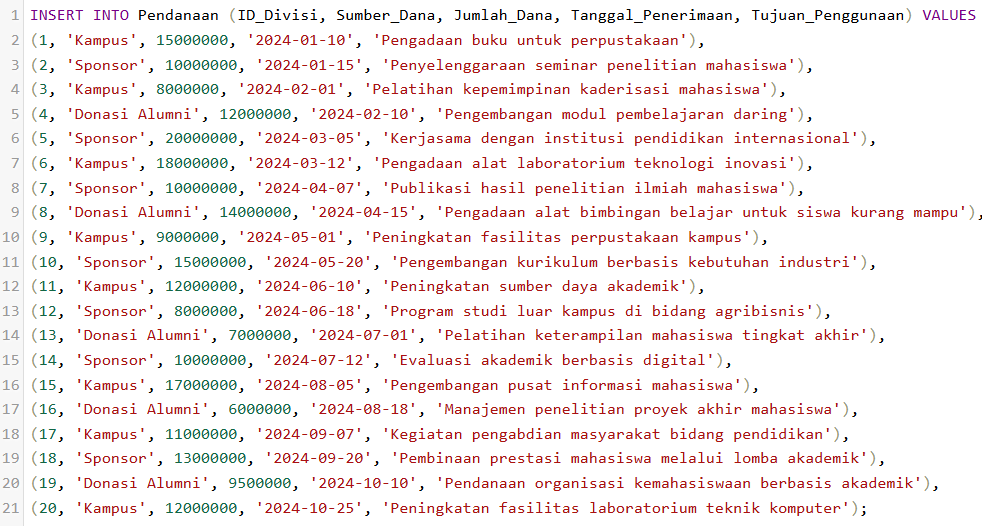 1 INSERT INTO Pendanaan (ID_Divisi, Sumber_Dana, Jumlah_Dana, Tanggal_Penerimaan, Tujuan_Penggunaan) VALUES
2 (1, 'Kampus', 15000000, '2024-01-10', 'Pengadaan buku untuk perpustakaan'),
3 (2, 'Sponsor', 10000000, '2024-01-15', 'Penyelenggaraan seminar penelitian mahasiswa'),
4 (3, 'Kampus', 8000000, '2024-02-01', 'Pelatihan kepemimpinan kaderisasi mahasiswa'),
5 (4, 'Donasi Alumni', 12000000, '2024-02-10', 'Pengembangan modul pembelajaran daring'),
6 (5, 'Sponsor', 20000000, '2024-03-05', 'Kerjasama dengan institusi pendidikan internasional'),
7 (6, 'Kampus', 18000000, '2024-03-12', 'Pengadaan alat laboratorium teknologi inovasi'),
8 (7, 'Sponsor', 10000000, '2024-04-07', 'Publikasi hasil penelitian ilmiah mahasiswa'),
9 (8, 'Donasi Alumni', 14000000, '2024-04-15', 'Pengadaan alat bimbingan belajar untuk siswa kurang mampu'),
10 (9, 'Kampus', 9000000, '2024-05-01', 'Peningkatan fasilitas perpustakaan kampus'),
11 (10, 'Sponsor', 15000000, '2024-05-20', 'Pengembangan kurikulum berbasis kebutuhan industri'),
12 (11, 'Kampus', 12000000, '2024-06-10', 'Peningkatan sumber daya akademik'),
13 (12, 'Sponsor', 8000000, '2024-06-18', 'Program studi luar kampus di bidang agribisnis'),
14 (13, 'Donasi Alumni', 7000000, '2024-07-01', 'Pelatihan keterampilan mahasiswa tingkat akhir'),
15 (14, 'Sponsor', 10000000, '2024-07-12', 'Evaluasi akademik berbasis digital'),
16 (15, 'Kampus', 17000000, '2024-08-05', 'Pengembangan pusat informasi mahasiswa'),
17 (16, 'Donasi Alumni', 6000000, '2024-08-18', 'Manajemen penelitian proyek akhir mahasiswa'),
18 (17, 'Kampus', 11000000, '2024-09-07', 'Kegiatan pengabdian masyarakat bidang pendidikan'),
19 (18, 'Sponsor', 13000000, '2024-09-20', 'Pembinaan prestasi mahasiswa melalui lomba akademik'),
20 (19, 'Donasi Alumni', 9500000, '2024-10-10', 'Pendanaan organisasi kemahasiswaan berbasis akademik'),
21 (20, 'Kampus', 12000000, '2024-10-25', 'Peningkatan fasilitas laboratorium teknik komputer');